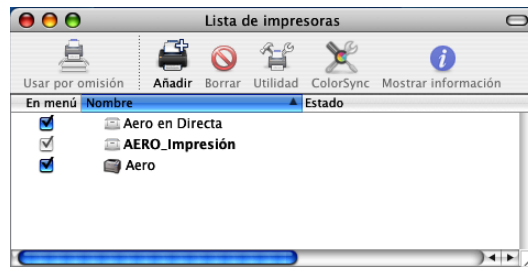 Lista de impresoras
Usar por omisión Añadir Borrar Utilidad ColorSync Mostrar información
En menú Nombre Estado
Aero en Directa
AERO_Impresión
Aero